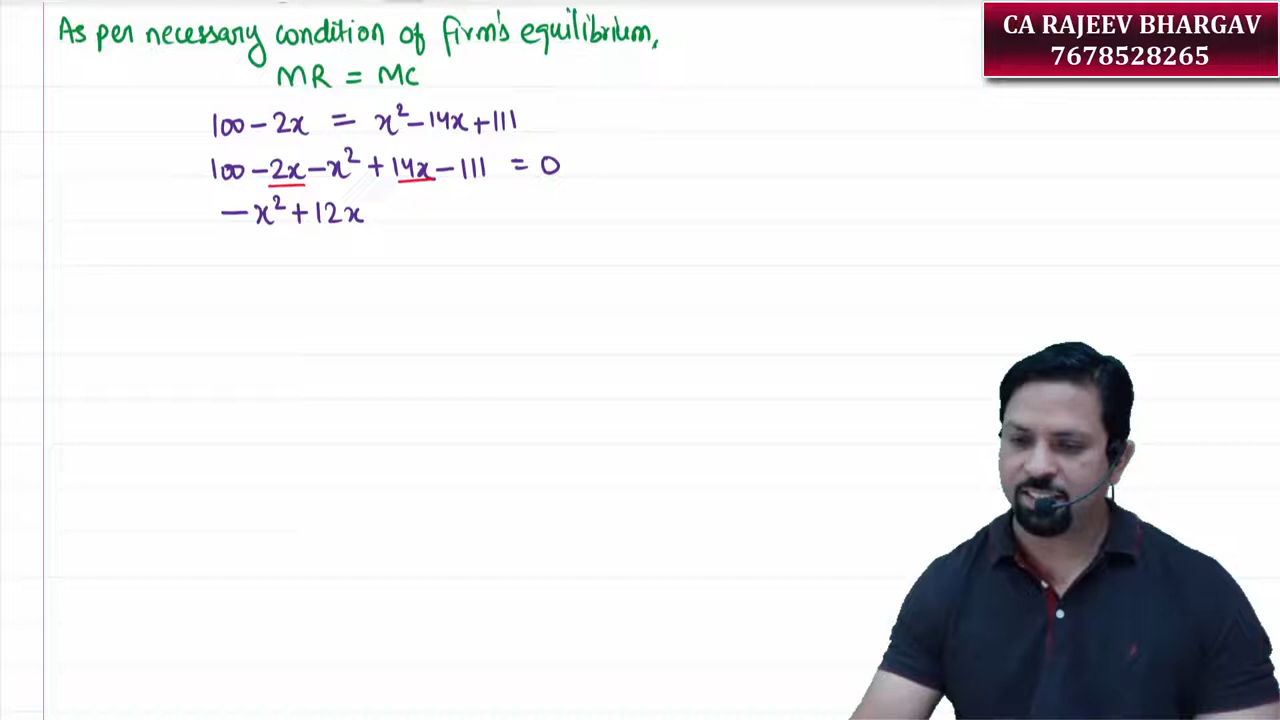 As per necessary condition of firm's equilibrium,
MR = MC
100 - 2x = x² - 14x + 111
100 - 2x - x² + 14x - 111 = 0
- x² + 12x
CA RAJEEV BHARGAV
7678528265